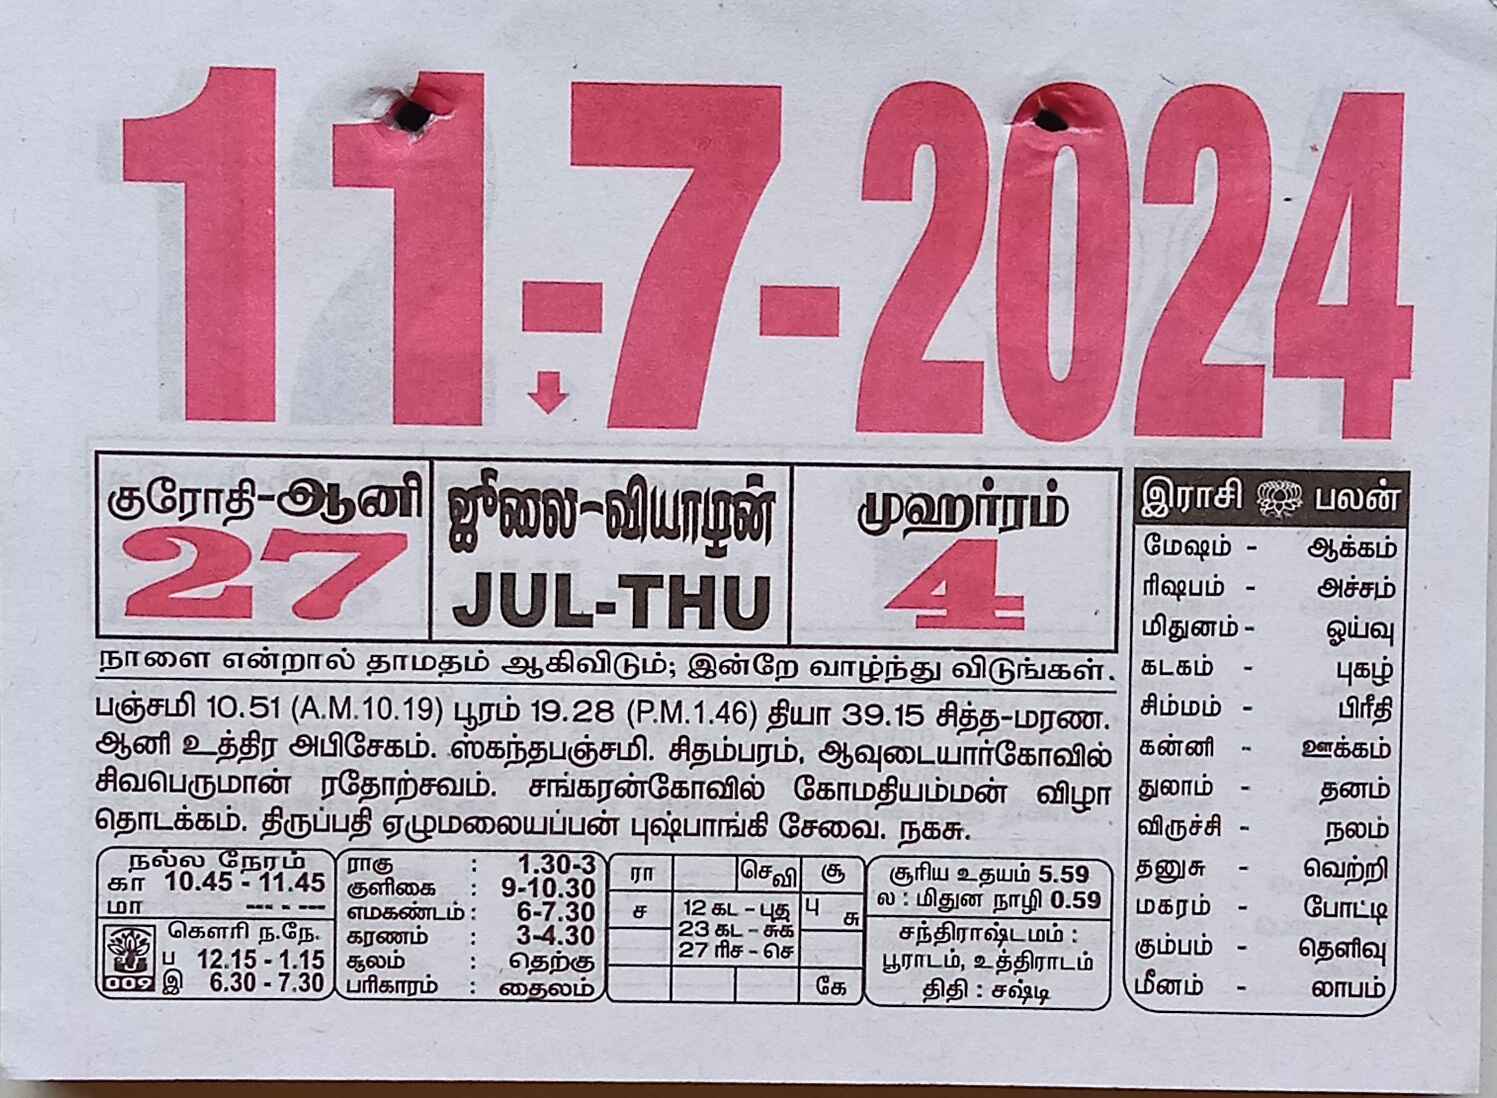 11-7-2024
குரோதி-ஆனி
27
ஜூலை-வியாழன்
JUL-THU
முஹர்ரம்
4
நாளை என்றால் தாமதம் ஆகிவிடும்; இன்றே வாழ்ந்து விடுங்கள்.
பஞ்சமி 10.51 (A.M.10.19) பூரம் 19.28 (P.M.1.46) தியா 39.15 சித்த-மரண.
ஆனி உத்திர அபிசேகம். ஸ்கந்தபஞ்சமி. சிதம்பரம், ஆவுடையார்கோவில்
சிவபெருமான் ரதோற்சவம். சங்கரன்கோவில் கோமதியம்மன் விழா
தொடக்கம். திருப்பதி ஏழுமலையப்பன் புஷ்பாங்கி சேவை. நகசு.
நல்ல நேரம்
கா 10.45 - 11.45
மா --- - ---
கௌரி ந.நே.
ப 12.15 - 1.15
இ 6.30 - 7.30
009
ராகு : 1.30-3
குளிகை : 9-10.30
எமகண்டம் : 6-7.30
கரணம் : 3-4.30
சூலம் : தெற்கு
பரிகாரம் : தைலம்
ரா செவி சூ
ச 12 கட - புத பு சு
23 கட - சுக்
27 ரிச - செ
கே
சூரிய உதயம் 5.59
ல : மிதுன நாழி 0.59
சந்திராஷ்டமம் :
பூராடம், உத்திராடம்
திதி : சஷ்டி
இராசி பலன்
மேஷம் - ஆக்கம்
ரிஷபம் - அச்சம்
மிதுனம் - ஓய்வு
கடகம் - புகழ்
சிம்மம் - பிரீதி
கன்னி - ஊக்கம்
துலாம் - தனம்
விருச்சி - நலம்
தனுசு - வெற்றி
மகரம் - போட்டி
கும்பம் - தெளிவு
மீனம் - லாபம்